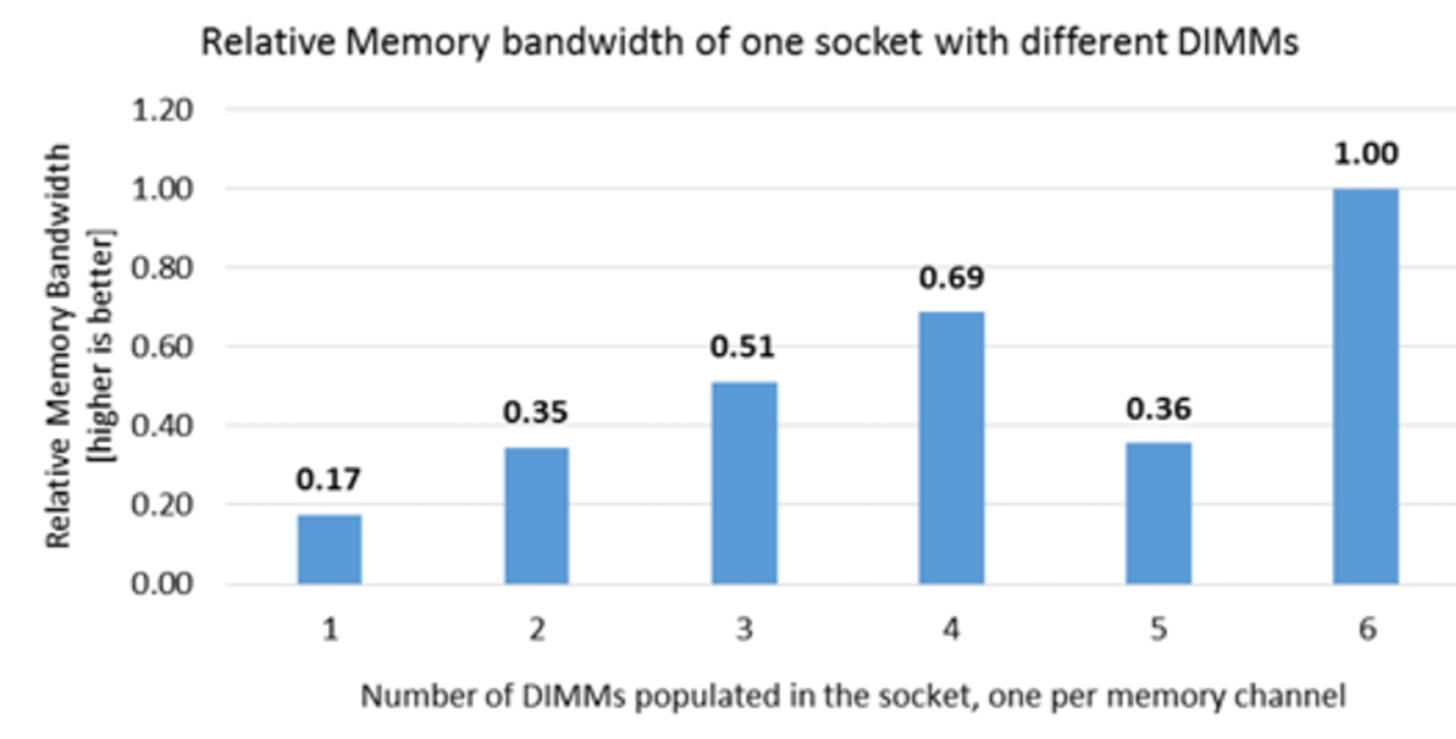 Relative Memory bandwidth of one socket with different DIMMs
Relative Memory Bandwidth
[higher is better]
1.20
1.00
0.80
0.60
0.40
0.20
0.00
0.17
0.35
0.51
0.69
0.36
1.00
1 2 3 4 5 6
Number of DIMMs populated in the socket, one per memory channel